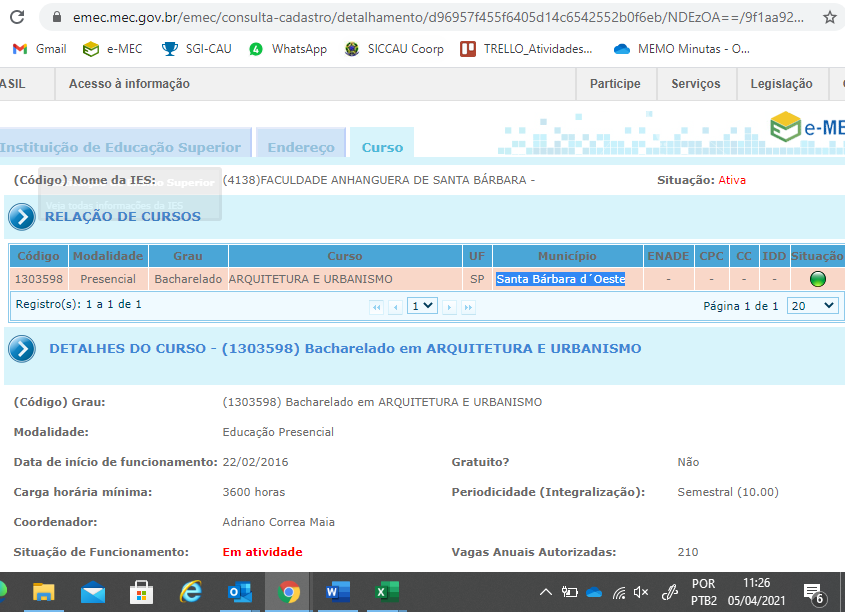 emec.mec.gov.br/emec/consulta-cadastro/detalhamento/d96957f455f6405d14c6542552b0f6eb/NDEzOA==/9f1aa92...
Gmail e-MEC SGI-CAU WhatsApp SICCAU Coorp TRELLO_Atividades... MEMO Minutas - O...
ASIL Acesso à informação Participe Serviços Legislação
e-ME
Instituição de Educação Superior Endereço Curso
(Código) Nome da IES: (4138)FACULDADE ANHANGUERA DE SANTA BÁRBARA - Situação: Ativa
Veja todas informações da IES
RELAÇÃO DE CURSOS
Código Modalidade Grau Curso UF Município ENADE CPC CC IDD Situação
1303598 Presencial Bacharelado ARQUITETURA E URBANISMO SP Santa Bárbara d´Oeste - - - -
Registro(s): 1 a 1 de 1 1 Página 1 de 1 20
DETALHES DO CURSO - (1303598) Bacharelado em ARQUITETURA E URBANISMO
(Código) Grau: (1303598) Bacharelado em ARQUITETURA E URBANISMO
Modalidade: Educação Presencial
Data de início de funcionamento: 22/02/2016 Gratuito? Não
Carga horária mínima: 3600 horas Periodicidade (Integralização): Semestral (10.00)
Coordenador: Adriano Correa Maia
Situação de Funcionamento: Em atividade Vagas Anuais Autorizadas: 210
POR 11:26
PTB2 05/04/2021 6